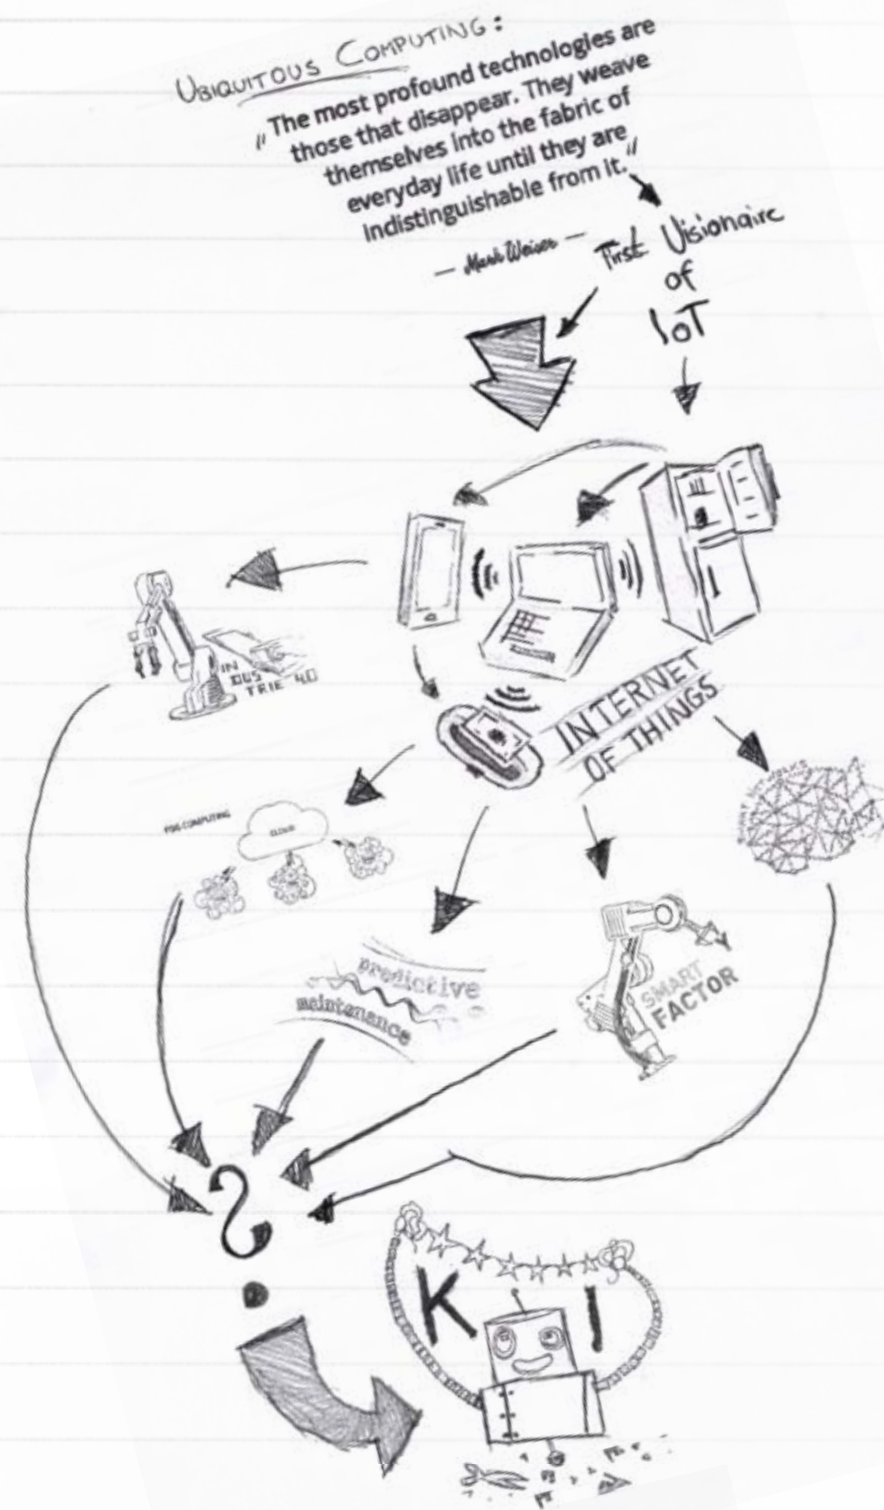 UBIQUITOUS COMPUTING:
"The most profound technologies are
those that disappear. They weave
themselves into the fabric of
everyday life until they are
indistinguishable from it."
— Mark Weiser —
First Visionaire
of
IoT
IN
DUS
TRIE 4.0
INTERNET
OF THINGS
FOG COMPUTING
CLOUD
SMART NETWORKS
predictive
maintenance
SMART
FACTOR
?
K I